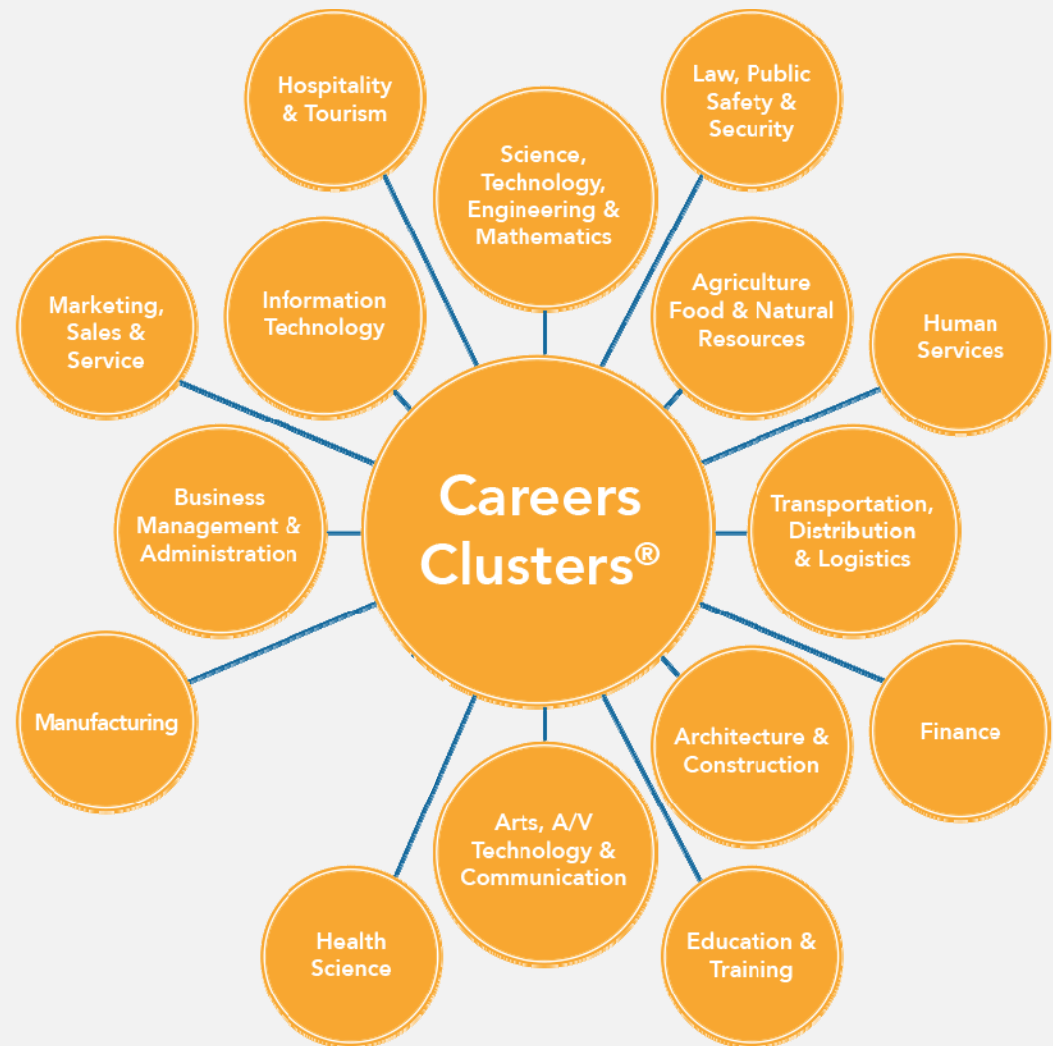 Hospitality
& Tourism
Law, Public
Safety &
Security
Science,
Technology,
Engineering &
Mathematics
Marketing,
Sales &
Service
Information
Technology
Agriculture
Food & Natural
Resources
Human
Services
Business
Management &
Administration
Careers
Clusters®
Transportation,
Distribution
& Logistics
Manufacturing
Architecture &
Construction
Finance
Arts, A/V
Technology &
Communication
Health
Science
Education &
Training